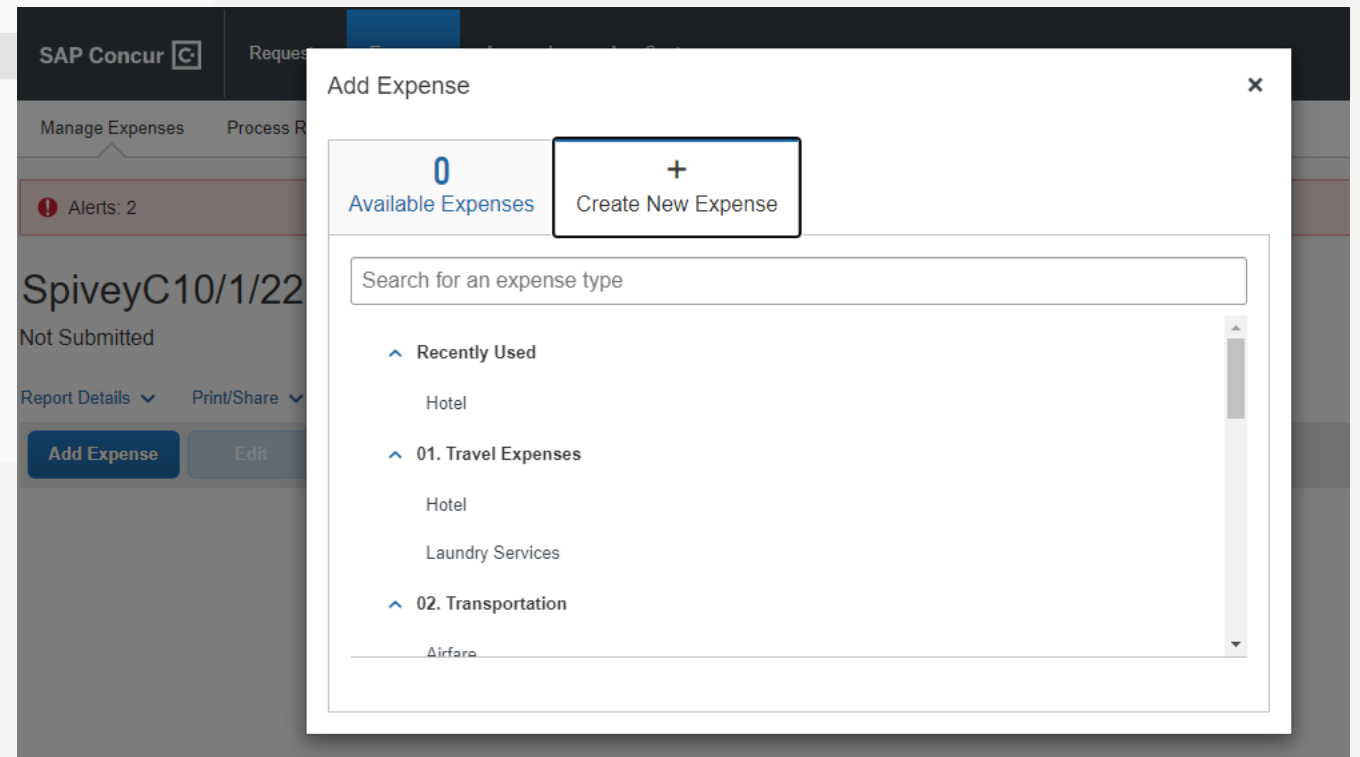 SAP Concur
Add Expense
Manage Expenses
0
Available Expenses
+
Create New Expense
Alerts: 2
Search for an expense type
SpiveyC10/1/22
Not Submitted
Recently Used
Report Details
Print/Share
Hotel
Add Expense
Edit
01. Travel Expenses
Hotel
Laundry Services
02. Transportation
Airfare